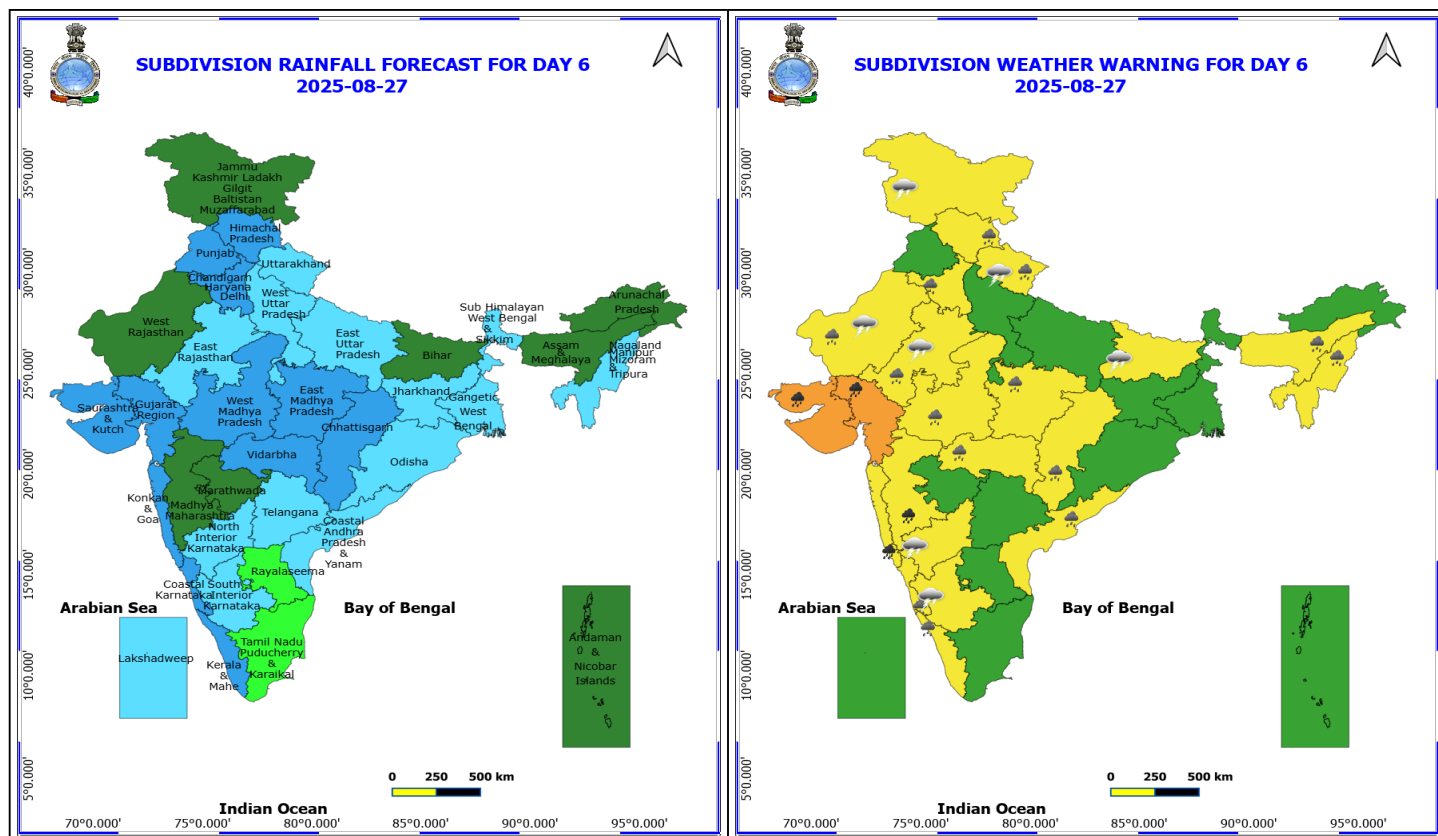 SUBDIVISION RAINFALL FORECAST FOR DAY 6
2025-08-27
40°0.000'
35°0.000'
30°0.000'
25°0.000'
20°0.000'
15°0.000'
10°0.000'
5°0.000'
Jammu
Kashmir Ladakh
Gilgit
Baltistan
Muzaffarabad
Himachal
Pradesh
Punjab
Uttarakhand
Chandigarh
Haryana
Delhi
West
Uttar
Pradesh
West
Rajasthan
East
Rajasthan
East
Uttar
Pradesh
Bihar
Sub Himalayan
West Bengal
&
Sikkim
Arunachal
Pradesh
Assam
&
Meghalaya
Nagaland
Manipur
Mizoram
&
Tripura
Saurashtra
&
Kutch
Gujarat
Region
West
Madhya
Pradesh
East
Madhya
Pradesh
Jharkhand
Gangetic
West
Bengal
Chhattisgarh
Vidarbha
Odisha
Konkan
&
Goa
Madhya
Maharashtra
Marathwada
North
Interior
Karnataka
Telangana
Coastal
Andhra
Pradesh
&
Yanam
Rayalaseema
Coastal
Karnataka
South
Interior
Karnataka
Tamil Nadu
Puducherry
&
Karaikal
Kerala
&
Mahe
Lakshadweep
Andaman
&
Nicobar
Islands
Arabian Sea
Bay of Bengal
Indian Ocean
0 250 500 km
70°0.000' 75°0.000' 80°0.000' 85°0.000' 90°0.000' 95°0.000'
SUBDIVISION WEATHER WARNING FOR DAY 6
2025-08-27
40°0.000'
35°0.000'
30°0.000'
25°0.000'
20°0.000'
15°0.000'
10°0.000'
5°0.000'
Arabian Sea
Bay of Bengal
Indian Ocean
0 250 500 km
70°0.000' 75°0.000' 80°0.000' 85°0.000' 90°0.000' 95°0.000'